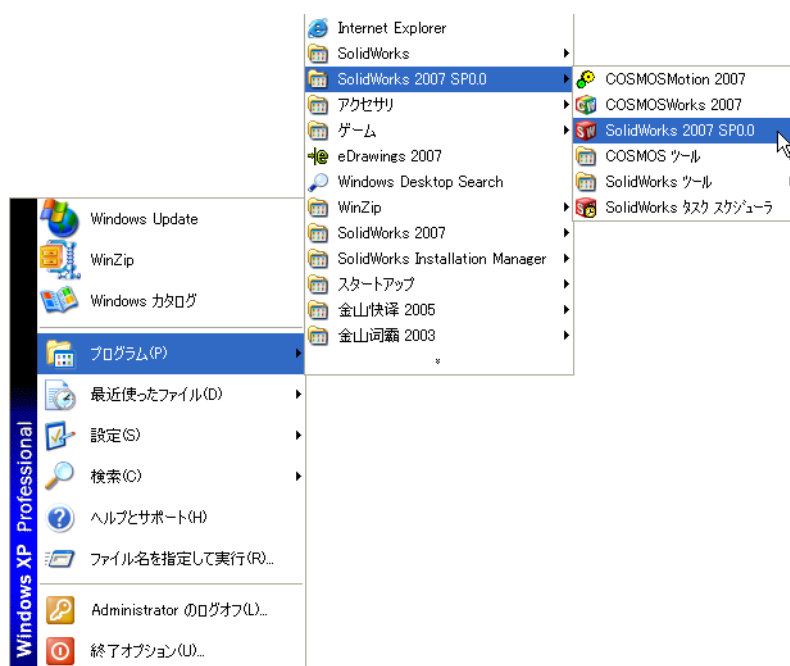 Internet Explorer
SolidWorks
SolidWorks 2007 SP0.0
アクセサリ
ゲーム
eDrawings 2007
Windows Desktop Search
WinZip
SolidWorks 2007
SolidWorks Installation Manager
スタートアップ
金山快译 2005
金山词霸 2003
COSMOSMotion 2007
COSMOSWorks 2007
SolidWorks 2007 SP0.0
COSMOS ツール
SolidWorks ツール
SolidWorks タスク スケジューラ
Windows Update
WinZip
Windows カタログ
プログラム(P)
最近使ったファイル(D)
設定(S)
検索(C)
ヘルプとサポート(H)
ファイル名を指定して実行(R)...
Administrator のログオフ(L)...
終了オプション(U)...
Windows XP Professional